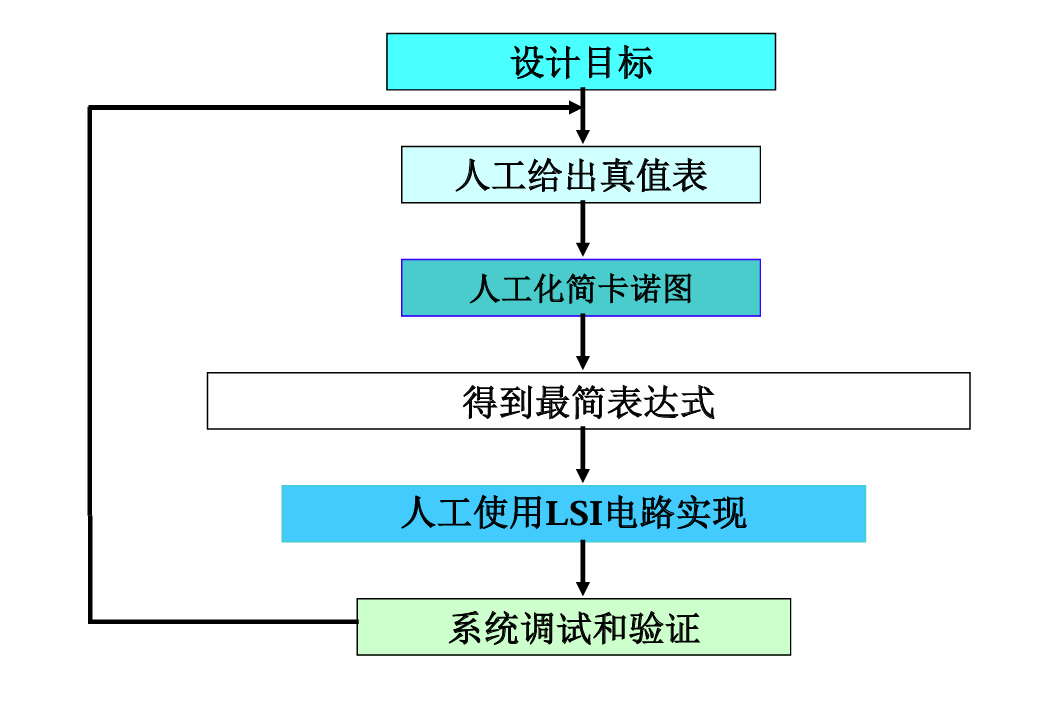 设计目标
人工给出真值表
人工化简卡诺图
得到最简表达式
人工使用LSI电路实现
系统调试和验证